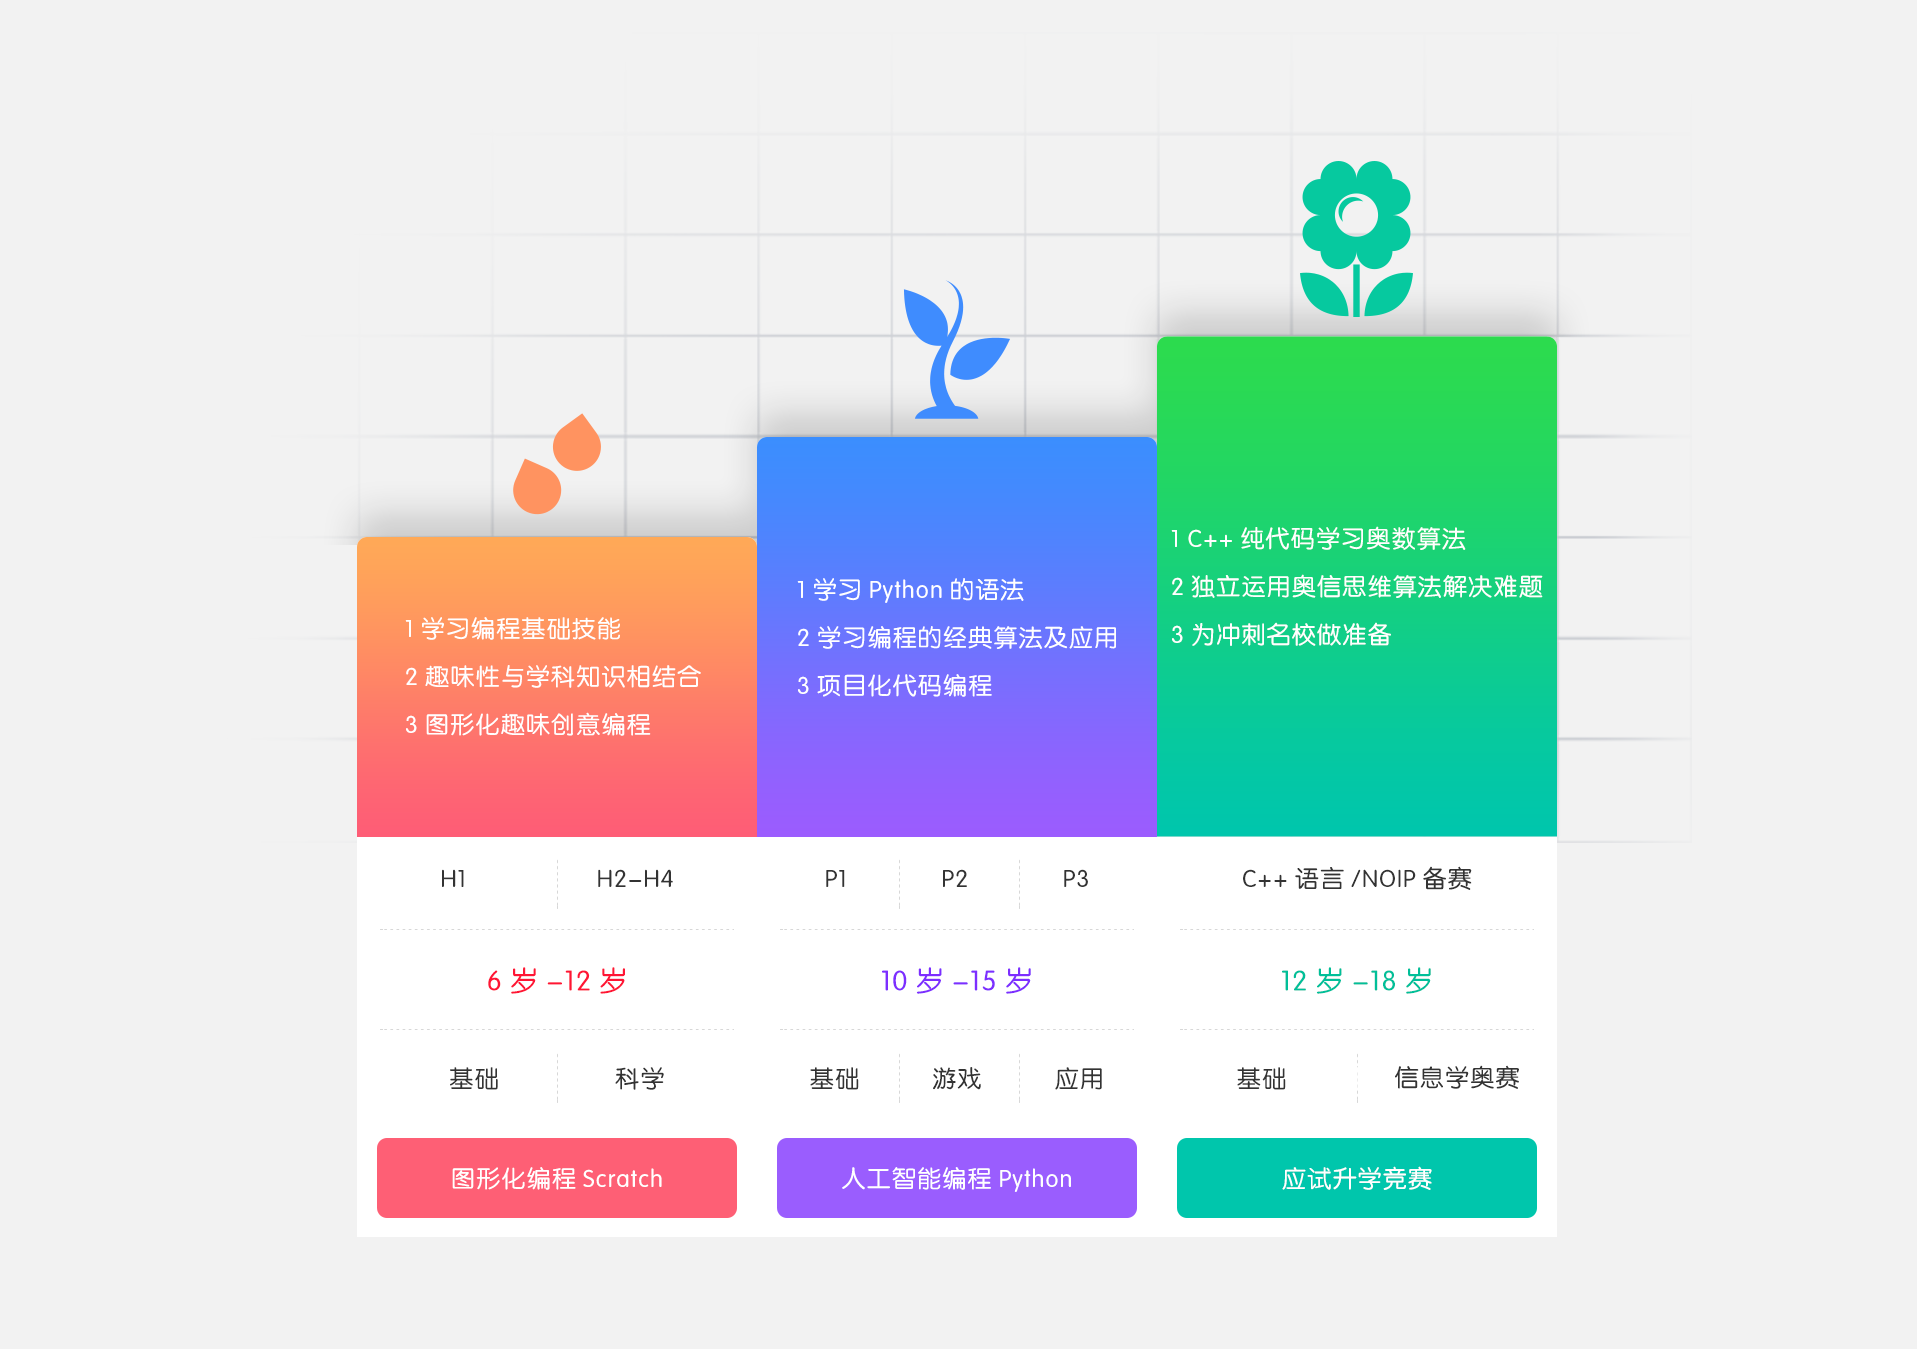 1 学习编程基础技能
2 趣味性与学科知识相结合
3 图形化趣味创意编程
1 学习 Python 的语法
2 学习编程的经典算法及应用
3 项目化代码编程
1 C++ 纯代码学习奥数算法
2 独立运用奥信思维算法解决难题
3 为冲刺名校做准备
H1
H2-H4
P1
P2
P3
C++ 语言 /NOIP 备赛
6 岁 -12 岁
10 岁 -15 岁
12 岁 -18 岁
基础
科学
基础
游戏
应用
基础
信息学奥赛
图形化编程 Scratch
人工智能编程 Python
应试升学竞赛